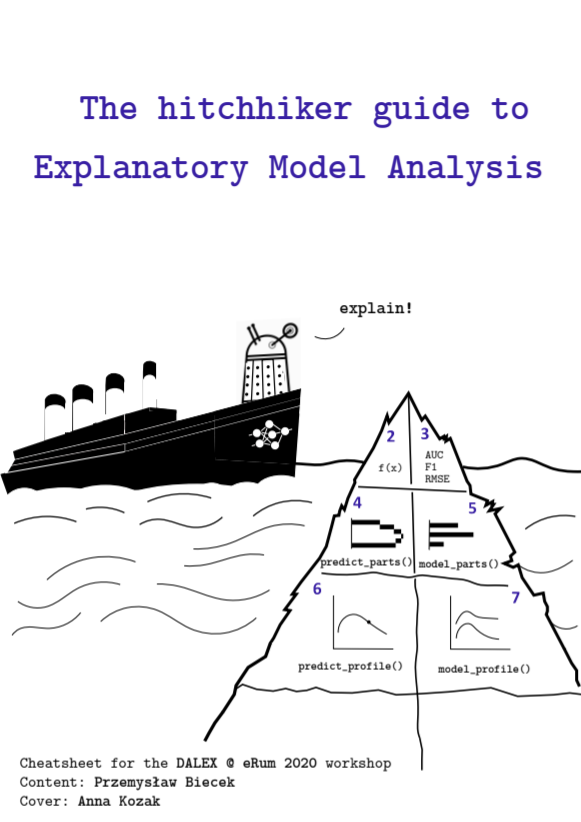 The hitchhiker guide to
Explanatory Model Analysis
explain!
2 3
f(x)
AUC
F1
RMSE
4 5
predict_parts() model_parts()
6 7
predict_profile() model_profile()
Cheatsheet for the DALEX @ eRum 2020 workshop
Content: Przemysław Biecek
Cover: Anna Kozak